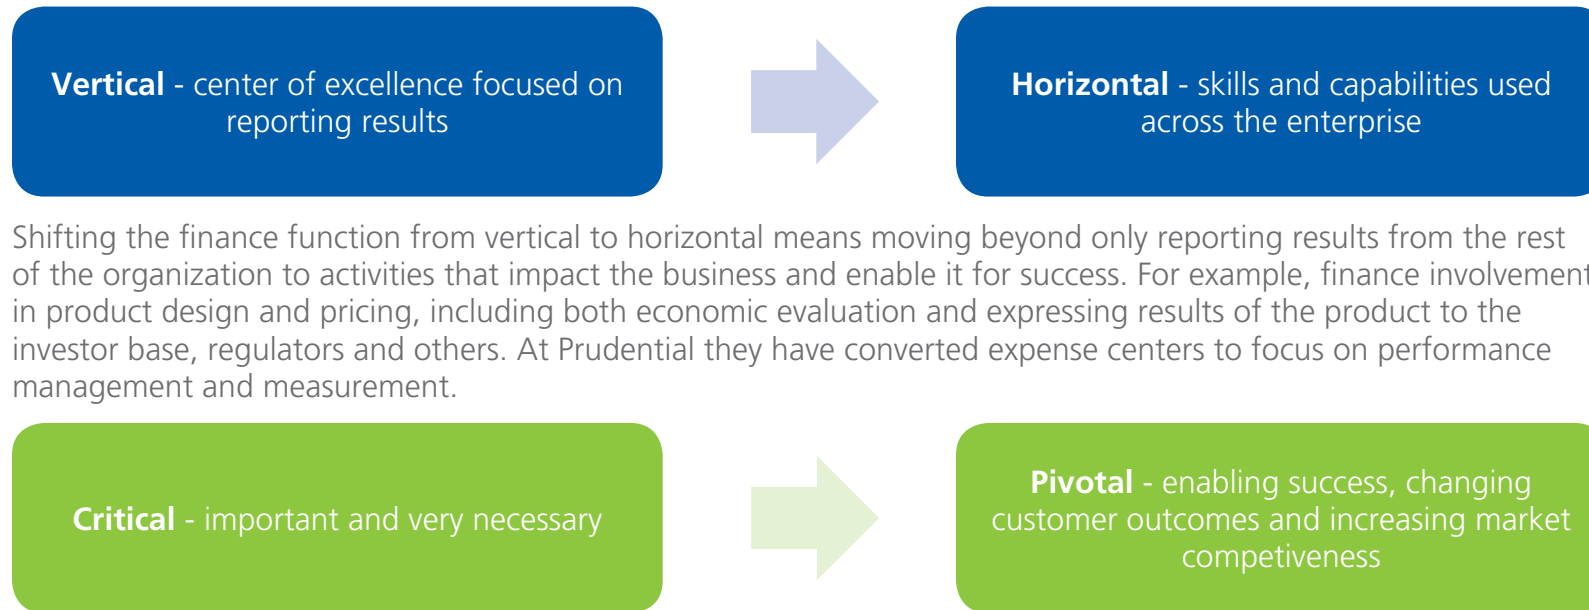 Vertical - center of excellence focused on
reporting results
Horizontal - skills and capabilities used
across the enterprise
Shifting the finance function from vertical to horizontal means moving beyond only reporting results from the rest
of the organization to activities that impact the business and enable it for success. For example, finance involvement
in product design and pricing, including both economic evaluation and expressing results of the product to the
investor base, regulators and others. At Prudential they have converted expense centers to focus on performance
management and measurement.
Critical - important and very necessary
Pivotal - enabling success, changing
customer outcomes and increasing market
competiveness